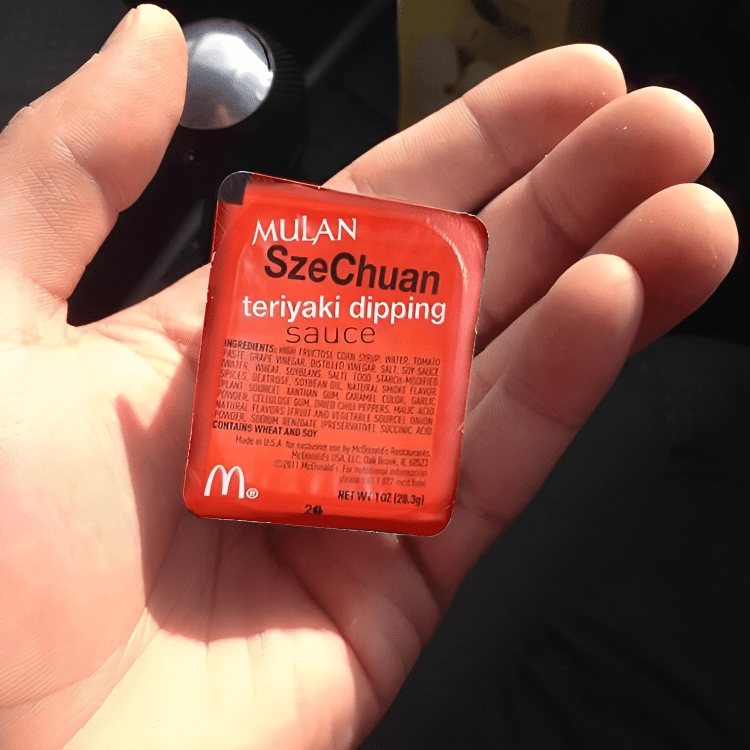 MULAN
SzeChuan
teriyaki dipping
sauce
INGREDIENTS: HIGH FRUCTOSE CORN SYRUP, WATER, TOMATO
PASTE, GRAPE VINEGAR, DISTILLED VINEGAR, SALT, SOY SAUCE
(WATER, WHEAT, SOYBEANS, SALT), FOOD STARCH-MODIFIED,
SPICES, DEXTROSE, SOYBEAN OIL, NATURAL SMOKE FLAVOR
(PLANT SOURCE), XANTHAN GUM, CARAMEL COLOR, GARLIC
POWDER, CELLULOSE GUM, DRIED CHILI PEPPERS, MALIC ACID,
NATURAL FLAVORS (FRUIT AND VEGETABLE SOURCE), ONION
POWDER, SODIUM BENZOATE (PRESERVATIVE), SUCCINIC ACID
CONTAINS WHEAT AND SOY
Made in U.S.A. for exclusive use by McDonald's Restaurants.
McDonald's USA, LLC, Oak Brook, IL 60523
McDonald's. For nutritional information
please call 1
M®
NET WT 1 OZ (28.3g)